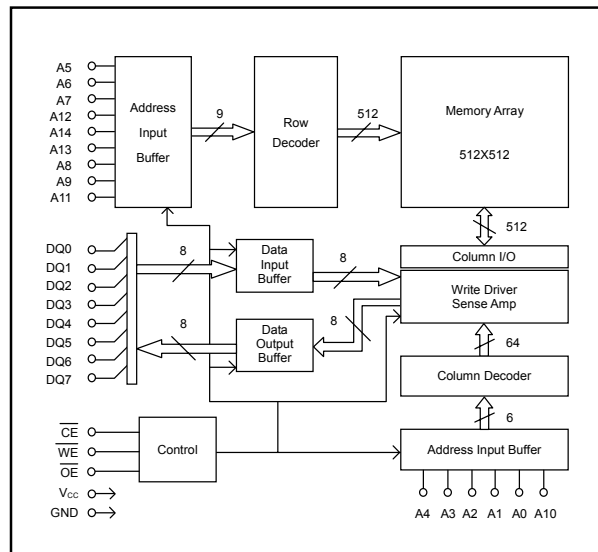 A5
A6
A7
A12
A14
A13
A8
A9
A11
Address
Input
Buffer
9
Row
Decoder
512
Memory Array
512X512
512
DQ0
DQ1
DQ2
DQ3
DQ4
DQ5
DQ6
DQ7
8
Data
Input
Buffer
8
Column I/O
Write Driver
Sense Amp
8
Data
Output
Buffer
8
64
Column Decoder
6
CE
WE
OE
Control
Address Input Buffer
VCC
GND
A4 A3 A2 A1 A0 A10